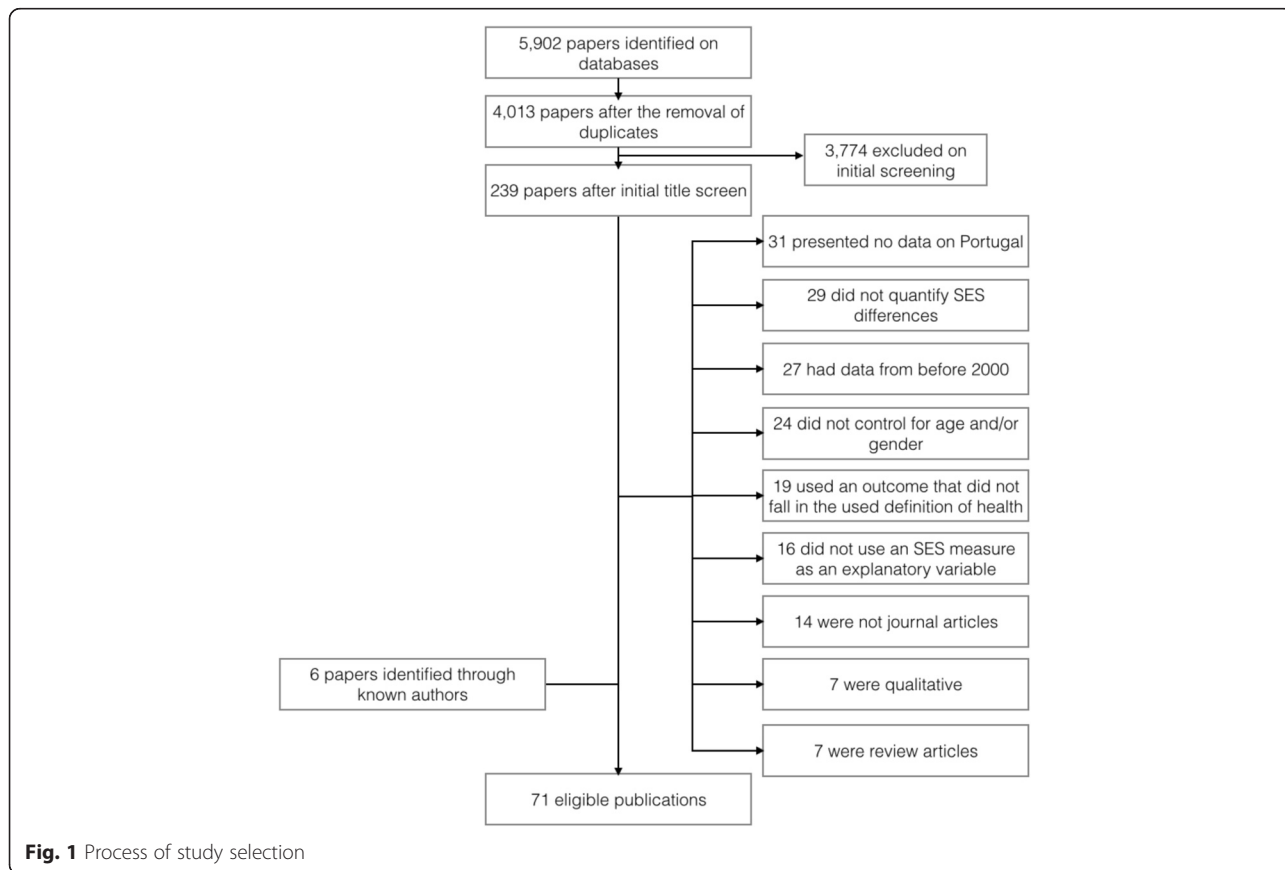 5,902 papers identified on
databases
4,013 papers after the removal of
duplicates
3,774 excluded on
initial screening
239 papers after initial title screen
31 presented no data on Portugal
29 did not quantify SES
differences
27 had data from before 2000
24 did not control for age and/or
gender
19 used an outcome that did not
fall in the used definition of health
16 did not use an SES measure
as an explanatory variable
14 were not journal articles
6 papers identified through
known authors
7 were qualitative
7 were review articles
71 eligible publications
Fig. 1 Process of study selection